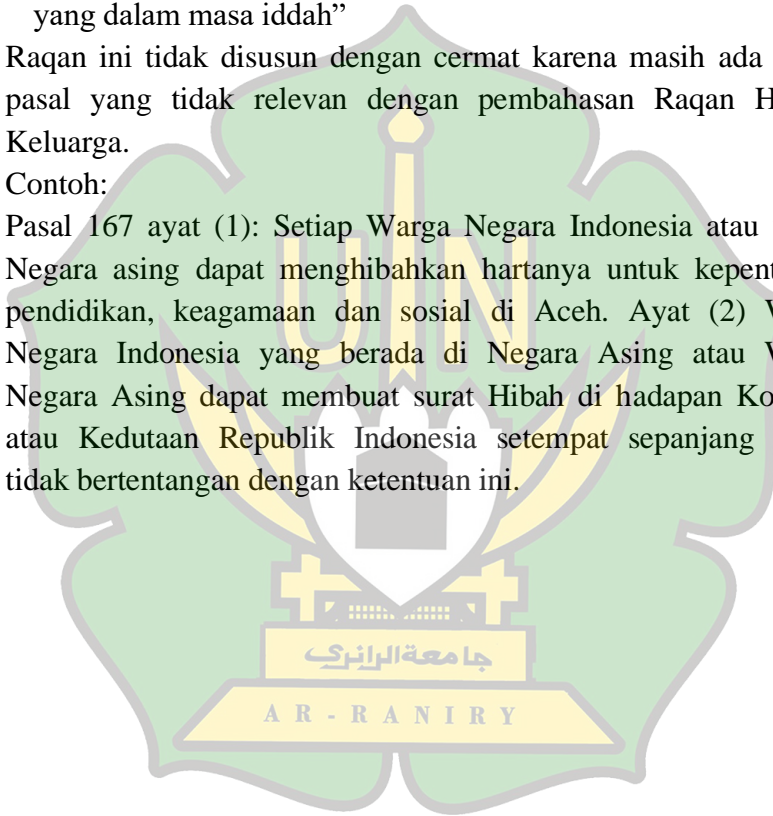 yang dalam masa iddah”
Raqan ini tidak disusun dengan cermat karena masih ada
pasal yang tidak relevan dengan pembahasan Raqan H
Keluarga.
Contoh:
Pasal 167 ayat (1): Setiap Warga Negara Indonesia atau
Negara asing dapat menghibahkan hartanya untuk kepent
pendidikan, keagamaan dan sosial di Aceh. Ayat (2) W
Negara Indonesia yang berada di Negara Asing atau W
Negara Asing dapat membuat surat Hibah di hadapan Ko
atau Kedutaan Republik Indonesia setempat sepanjang
tidak bertentangan dengan ketentuan ini.
UIN
جامعة الرانري
AR-RANIRY